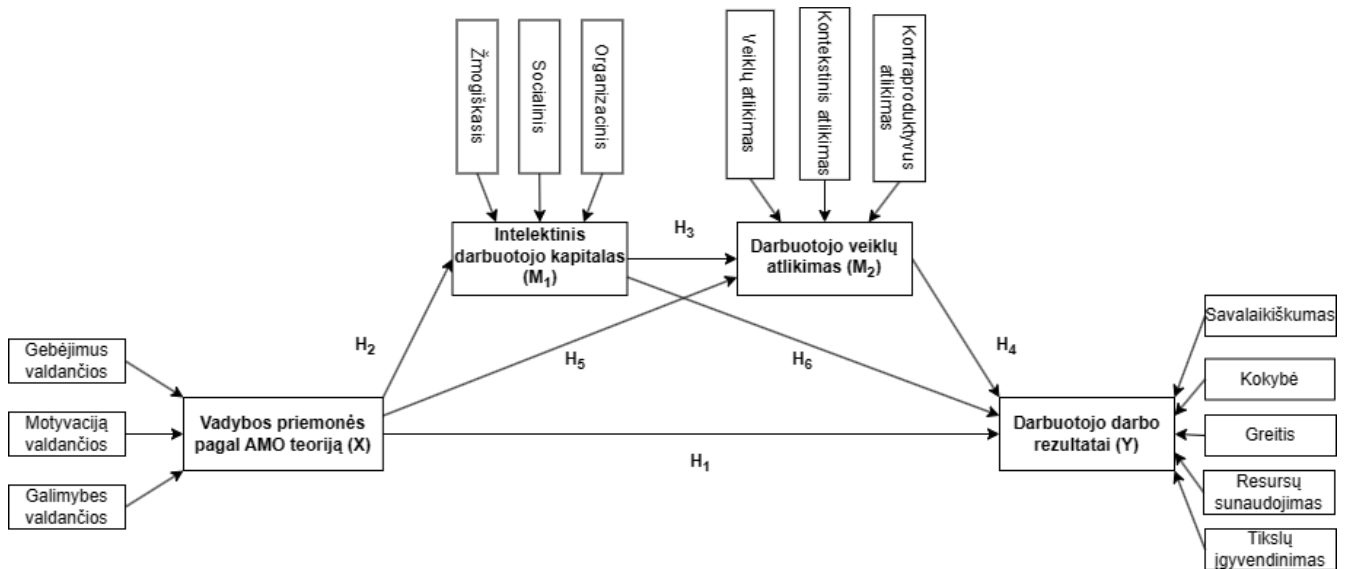 Žmogiškasis
Socialinis
Organizacinis
Veiklų atlikimas
Kontekstinis atlikimas
Kontraproduktyvus
atlikimas
Intelektinis
darbuotojo kapitalas
(M1)
H3
Darbuotojo veiklų
atlikimas (M2)
H2
H5
H6
H4
Gebėjimus
valdančios
Motyvaciją
valdančios
Galimybes
valdančios
Vadybos priemonės
pagal AMO teoriją (X)
H1
Darbuotojo darbo
rezultatai (Y)
Savalaikiškumas
Kokybė
Greitis
Resursų
sunaudojimas
Tikslų
įgyvendinimas